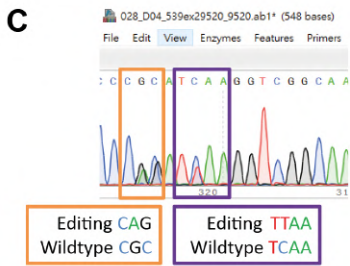 C
028_D04_539ex29520_9520.ab1* (548 bases)
File Edit View Enzymes Features Primers
C C C G C A T C A A G G T C G G C A A
320
Editing CAG
Wildtype CGC
Editing TTAA
Wildtype TCAA